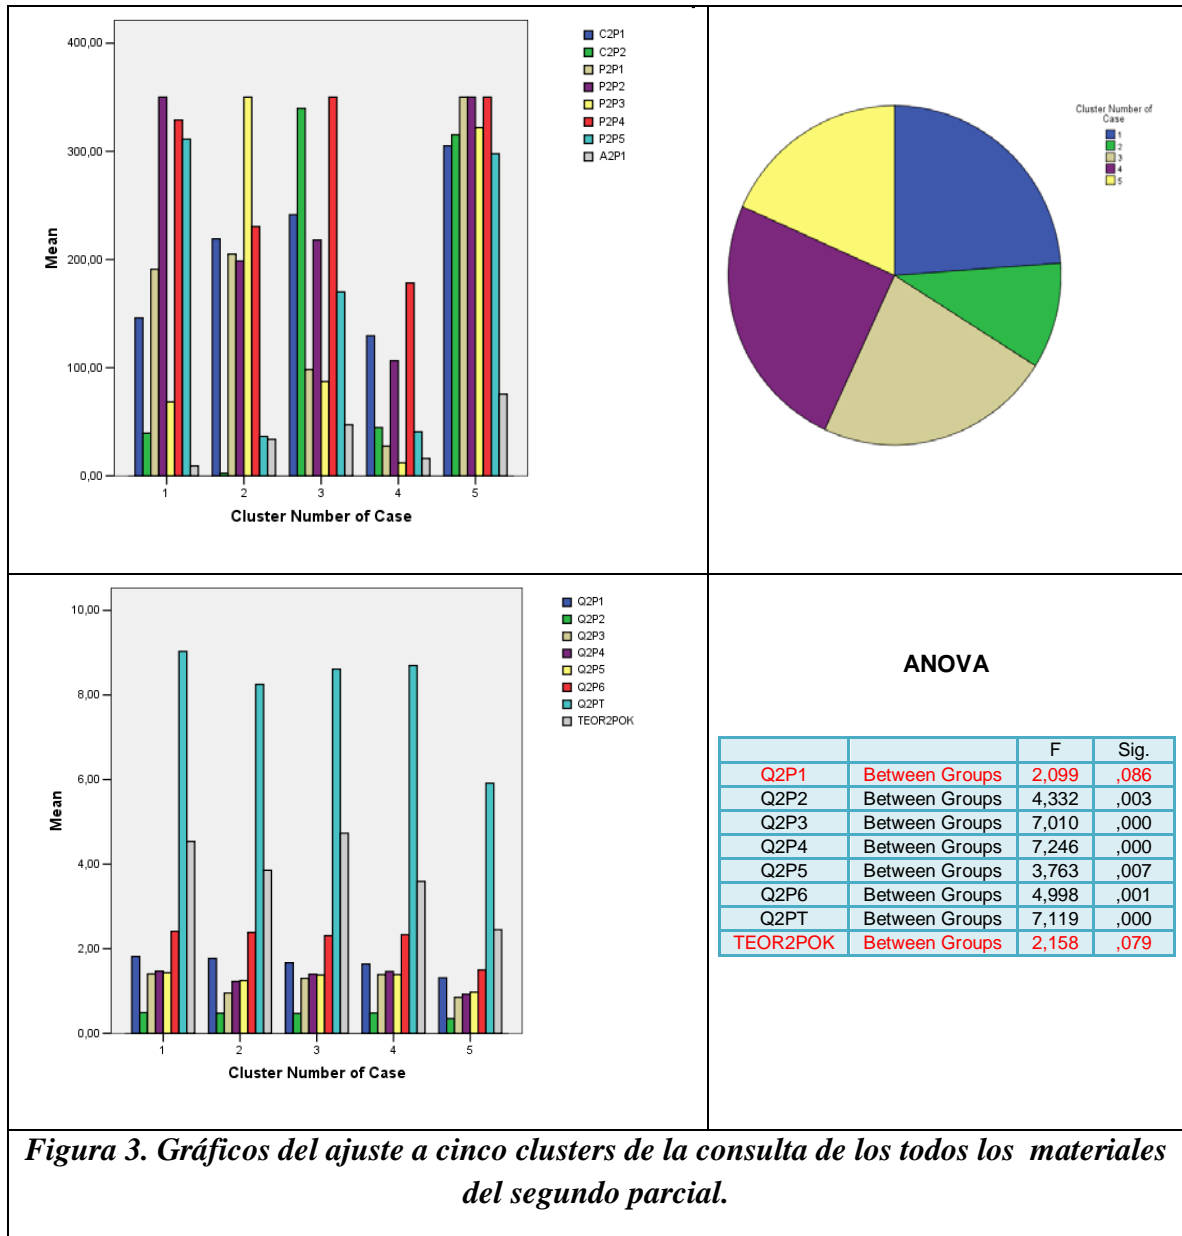 400,00
300,00
200,00
100,00
0,00
Mean
1 2 3 4 5
Cluster Number of Case
C2P1
C2P2
P2P1
P2P2
P2P3
P2P4
P2P5
A2P1
Cluster Number of
Case
1
2
3
4
5
10,00
8,00
6,00
4,00
2,00
0,00
Mean
1 2 3 4 5
Cluster Number of Case
Q2P1
Q2P2
Q2P3
Q2P4
Q2P5
Q2P6
Q2PT
TEOR2POK
ANOVA
F Sig.
Q2P1 Between Groups 2,099 ,086
Q2P2 Between Groups 4,332 ,003
Q2P3 Between Groups 7,010 ,000
Q2P4 Between Groups 7,246 ,000
Q2P5 Between Groups 3,763 ,007
Q2P6 Between Groups 4,998 ,001
Q2PT Between Groups 7,119 ,000
TEOR2POK Between Groups 2,158 ,079
Figura 3. Gráficos del ajuste a cinco clusters de la consulta de los todos los materiales
del segundo parcial.